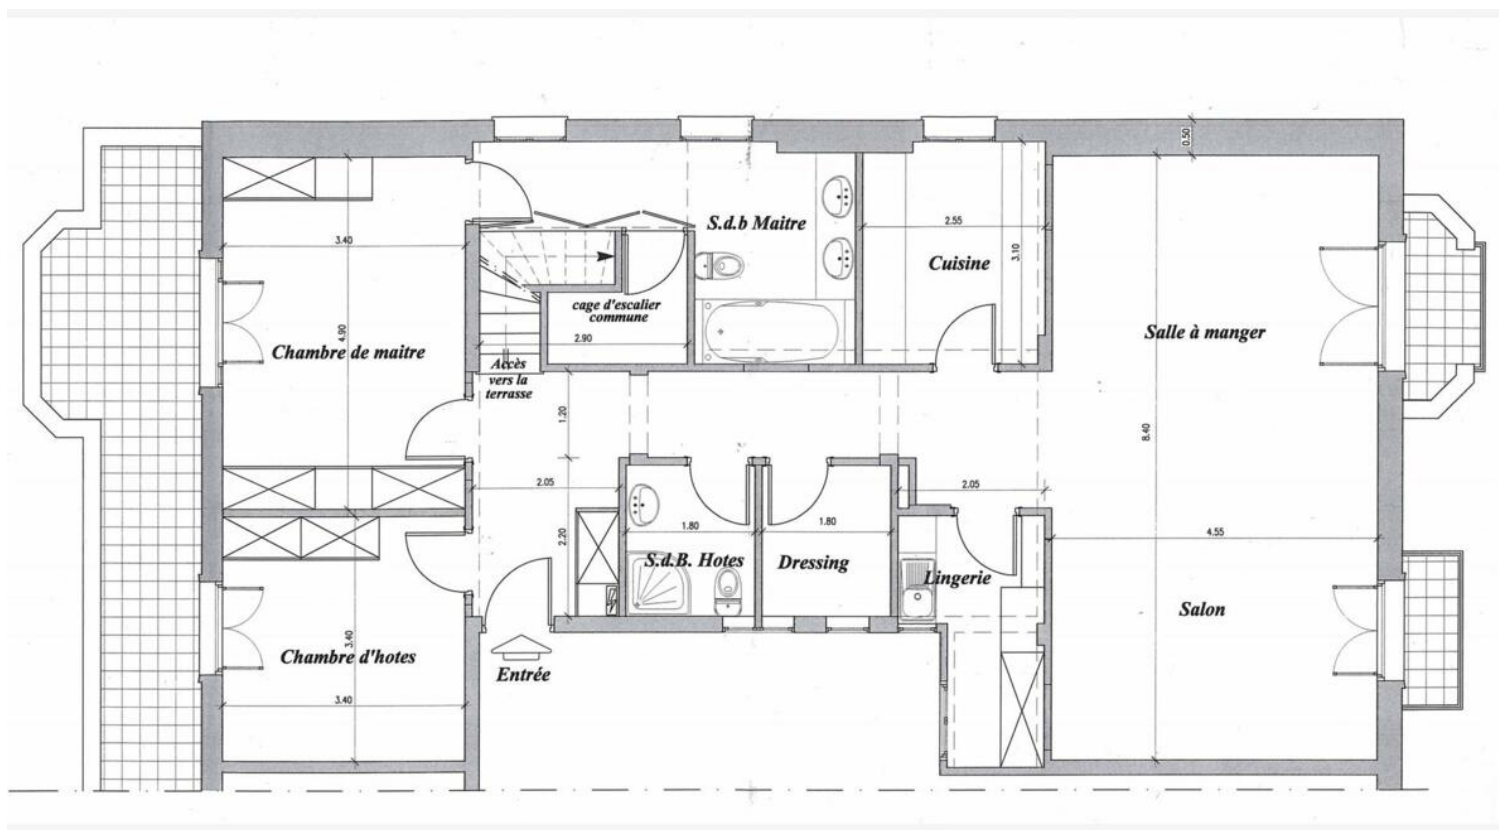 0.50
S.d.b Maitre
2.55
3.40
3.10
Cuisine
cage d'escalier
commune
4.90
2.90
Salle à manger
Chambre de maitre
Accès
vers la
terrasse
1.20
8.40
2.05
2.05
1.80
1.80
2.20
4.55
S.d.B. Hotes
Dressing
Lingerie
Salon
3.40
Chambre d'hotes
Entrée
3.40